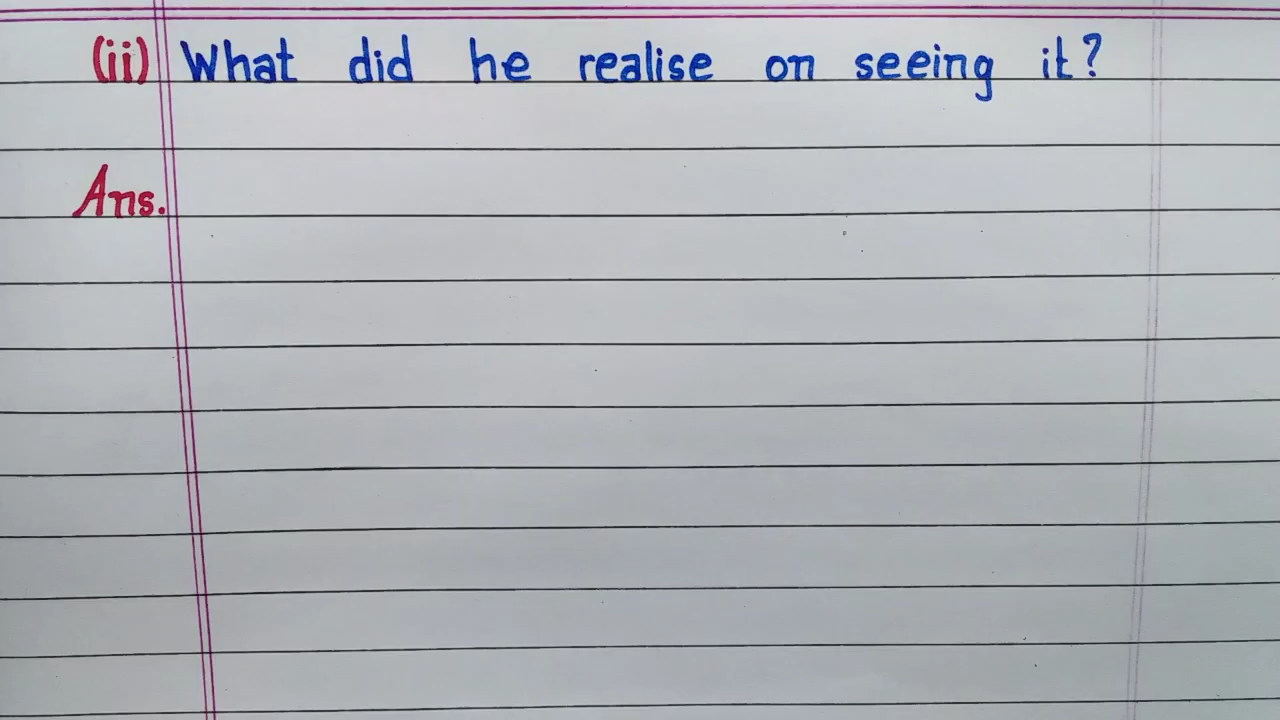 (ii) What did he realise on seeing it?
Ans.